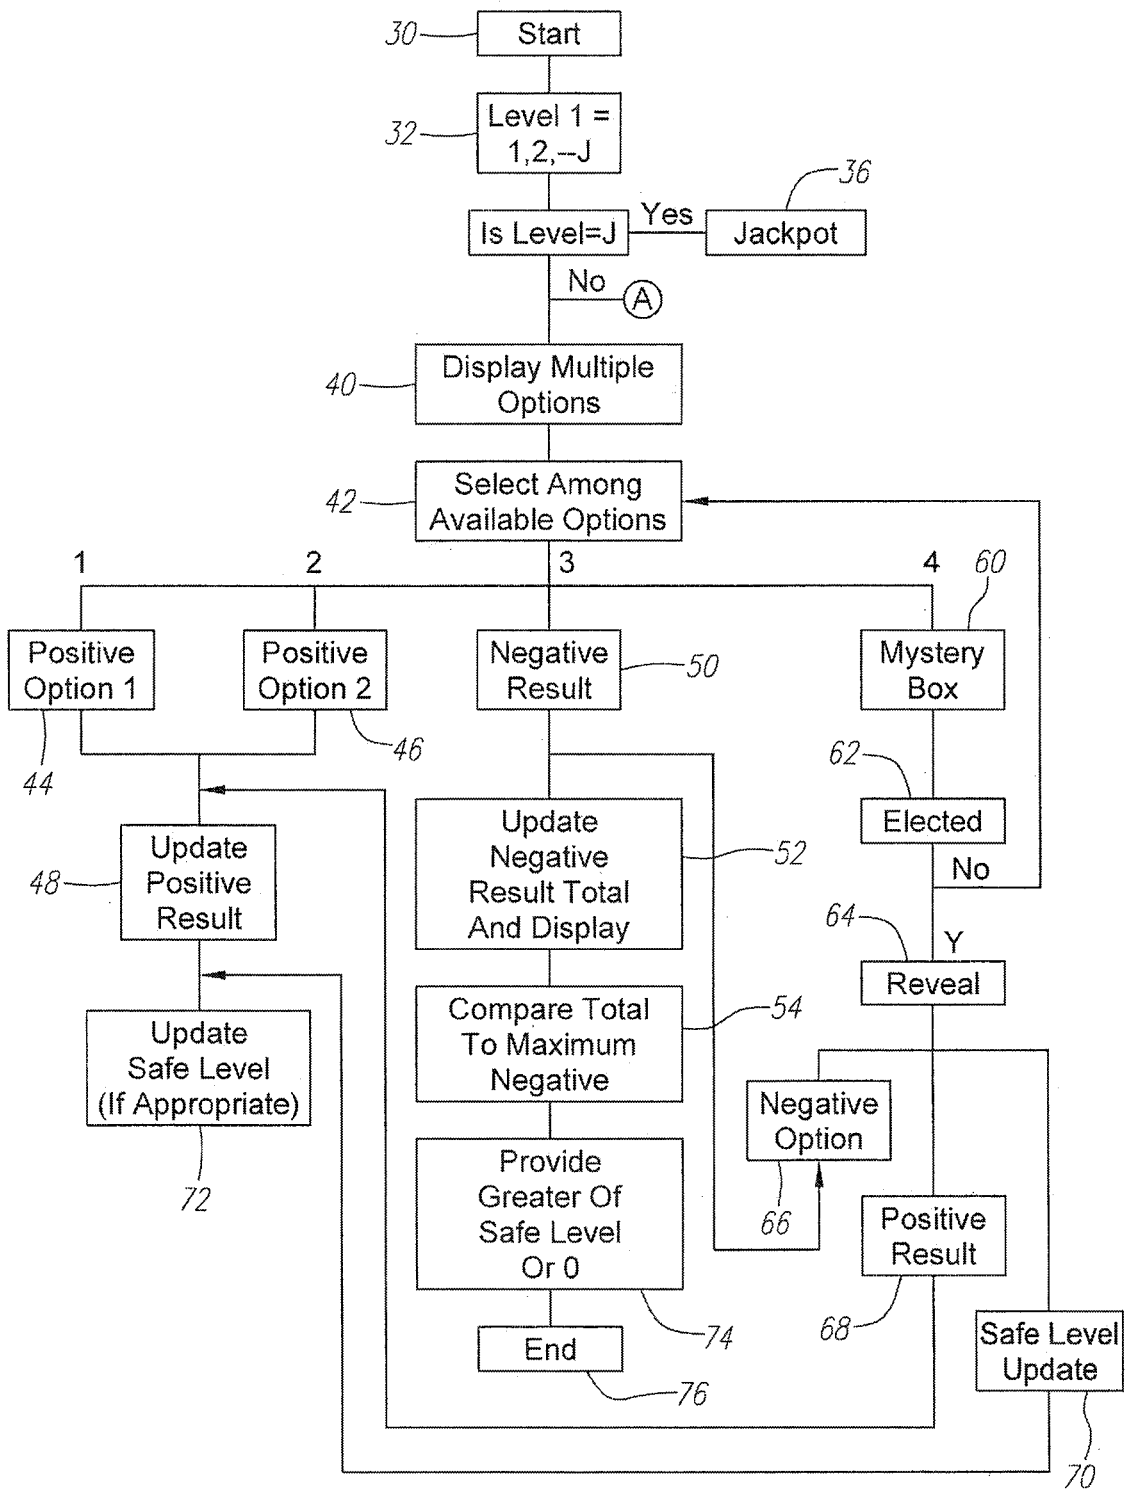 30
Start
32
Level 1 =
1,2,--J
36
Is Level=J
Yes
Jackpot
No
A
40
Display Multiple
Options
42
Select Among
Available Options
1
2
3
4
60
Positive
Option 1
44
Positive
Option 2
46
Negative
Result
50
Mystery
Box
62
Elected
No
48
Update
Positive
Result
Update
Negative
Result Total
And Display
52
64
Y
Reveal
Update
Safe Level
(If Appropriate)
72
Compare Total
To Maximum
Negative
54
Negative
Option
66
Provide
Greater Of
Safe Level
Or 0
74
Positive
Result
68
End
76
Safe Level
Update
70